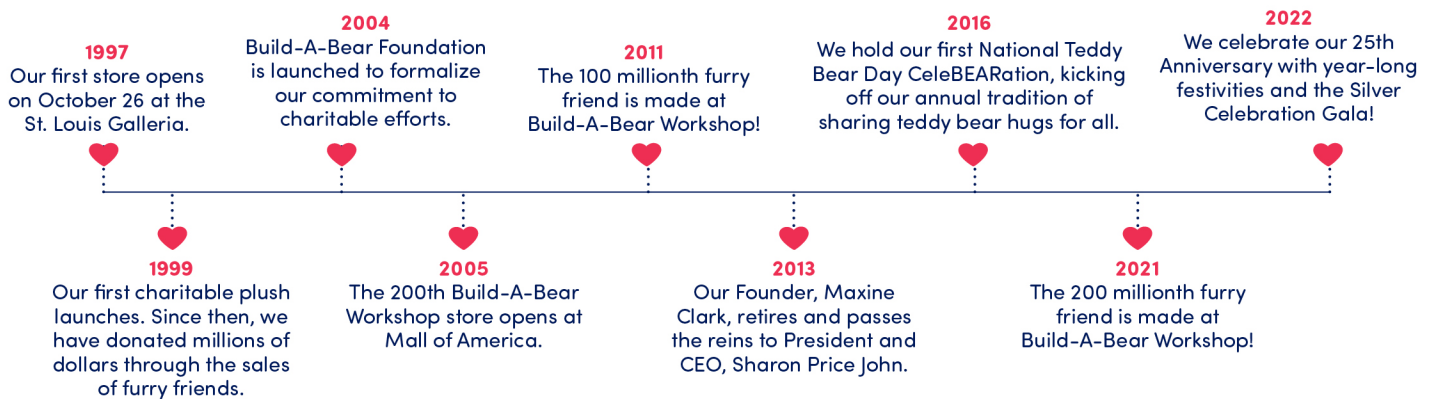 1997
Our first store opens
on October 26 at the
St. Louis Galleria.
1999
Our first charitable plush
launches. Since then, we
have donated millions of
dollars through the sales
of furry friends.
2004
Build-A-Bear Foundation
is launched to formalize
our commitment to
charitable efforts.
2005
The 200th Build-A-Bear
Workshop store opens at
Mall of America.
2011
The 100 millionth furry
friend is made at
Build-A-Bear Workshop!
2013
Our Founder, Maxine
Clark, retires and passes
the reins to President and
CEO, Sharon Price John.
2016
We hold our first National Teddy
Bear Day CeleBEARation, kicking
off our annual tradition of
sharing teddy bear hugs for all.
2021
The 200 millionth furry
friend is made at
Build-A-Bear Workshop!
2022
We celebrate our 25th
Anniversary with year-long
festivities and the Silver
Celebration Gala!